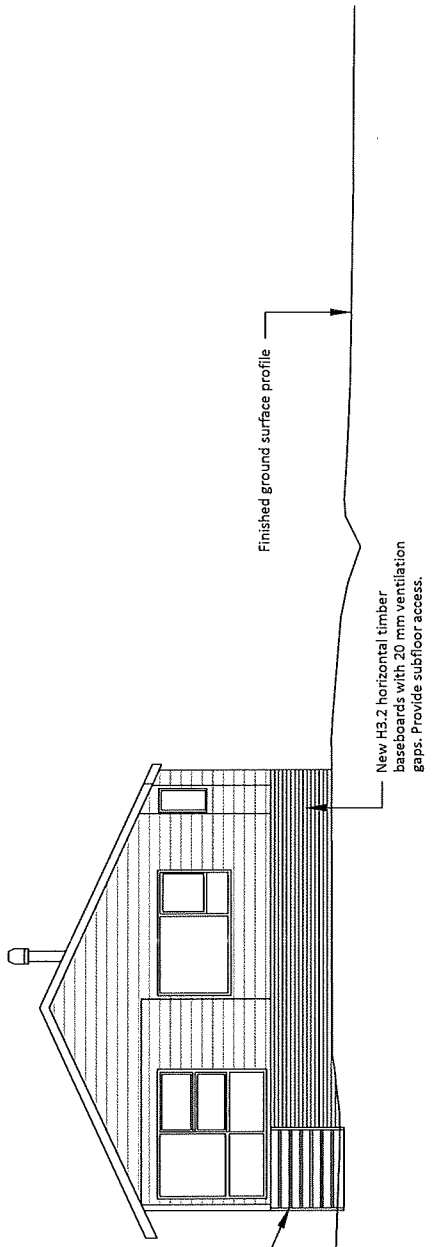 Finished ground surface profile
New H3.2 horizontal timber
baseboards with 20 mm ventilation
gaps. Provide subfloor access.